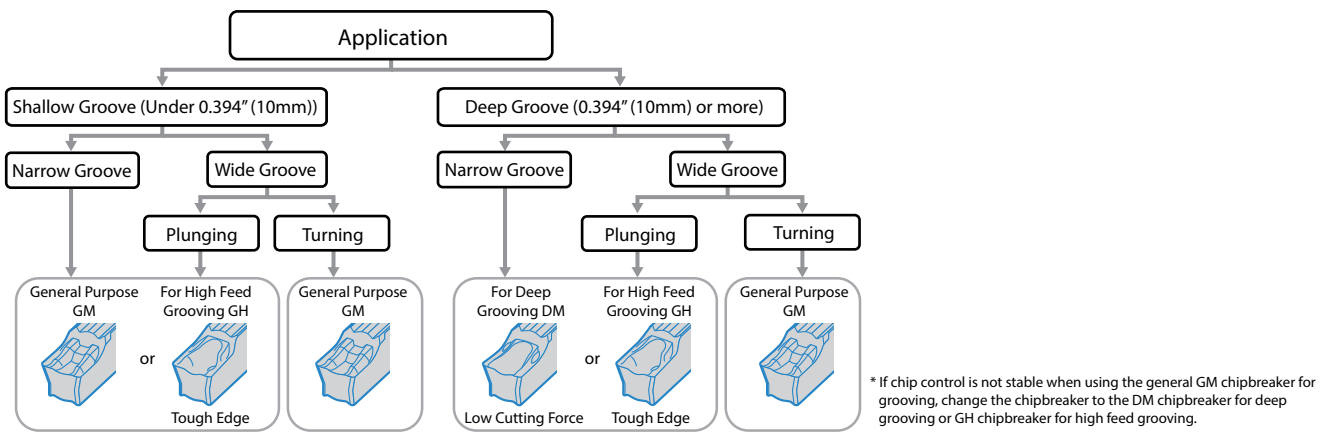 Application
Shallow Groove (Under 0.394” (10mm))
Deep Groove (0.394” (10mm) or more)
Narrow Groove
Wide Groove
Narrow Groove
Wide Groove
Plunging
Turning
Plunging
Turning
General Purpose
GM
or
For High Feed
Grooving GH
Tough Edge
General Purpose
GM
For Deep
Grooving DM
Low Cutting Force
or
For High Feed
Grooving GH
Tough Edge
General Purpose
GM
* If chip control is not stable when using the general GM chipbreaker for
grooving, change the chipbreaker to the DM chipbreaker for deep
grooving or GH chipbreaker for high feed grooving.